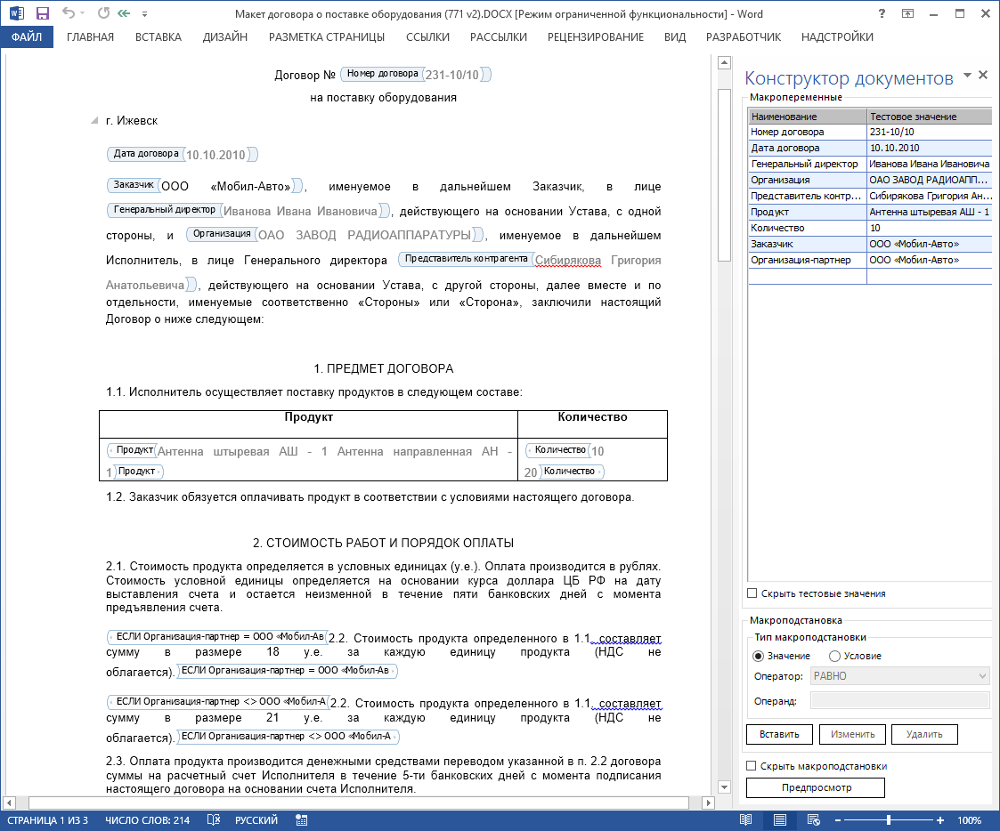 Макет договора о поставке оборудования (771 v2).DOCX [Режим ограниченной функциональности] - Word
ФАЙЛ ГЛАВНАЯ ВСТАВКА ДИЗАЙН РАЗМЕТКА СТРАНИЦЫ ССЫЛКИ РАССЫЛКИ РЕЦЕНЗИРОВАНИЕ ВИД РАЗРАБОТЧИК НАДСТРОЙКИ
Договор № Номер договора 231-10/10
на поставку оборудования
г. Ижевск
Дата договора 10.10.2010
Заказчик ООО «Мобил-Авто», именуемое в дальнейшем Заказчик, в лице
Генеральный директор Иванова Ивана Ивановича, действующего на основании Устава, с одной
стороны, и Организация ОАО ЗАВОД РАДИОАППАРАТУРЫ, именуемое в дальнейшем
Исполнитель, в лице Генерального директора Представитель контрагента Сибирякова Григория
Анатольевича, действующего на основании Устава, с другой стороны, далее вместе и по
отдельности, именуемые соответственно «Стороны» или «Сторона», заключили настоящий
Договор о ниже следующем:
1. ПРЕДМЕТ ДОГОВОРА
1.1. Исполнитель осуществляет поставку продуктов в следующем составе:
Продукт Количество
Продукт Антенна штыревая АШ - 1 Антенна направленная АН - Количество 10
1 Продукт 20 Количество
1.2. Заказчик обязуется оплачивать продукт в соответствии с условиями настоящего договора.
2. СТОИМОСТЬ РАБОТ И ПОРЯДОК ОПЛАТЫ
2.1. Стоимость продукта определяется в условных единицах (у.е.). Оплата производится в рублях.
Стоимость условной единицы определяется на основании курса доллара ЦБ РФ на дату
выставления счета и остается неизменной в течение пяти банковских дней с момента
предъявления счета.
ЕСЛИ Организация-партнер = ООО «Мобил-Ав 2.2. Стоимость продукта определенного в 1.1. составляет
сумму в размере 18 у.е. за каждую единицу продукта (НДС не
облагается). ЕСЛИ Организация-партнер = ООО «Мобил-Ав
ЕСЛИ Организация-партнер <> ООО «Мобил-А 2.2. Стоимость продукта определенного в 1.1. составляет
сумму в размере 21 у.е. за каждую единицу продукта (НДС не
облагается). ЕСЛИ Организация-партнер <> ООО «Мобил-А
2.3. Оплата продукта производится денежными средствами переводом указанной в п. 2.2 договора
суммы на расчетный счет Исполнителя в течение 5-ти банковских дней с момента подписания
настоящего договора на основании счета Исполнителя.
Конструктор документов
Макропеременные
Наименование Тестовое значение
Номер договора 231-10/10
Дата договора 10.10.2010
Генеральный директор Иванова Ивана Ивановича
Организация ОАО ЗАВОД РАДИОАПП...
Представитель контр... Сибирякова Григория Ан...
Продукт Антенна штыревая АШ - 1
Количество 10
Заказчик ООО «Мобил-Авто»
Организация-партнер ООО «Мобил-Авто»
Скрыть тестовые значения
Макроподстановка
Тип макроподстановки
Значение Условие
Оператор: РАВНО
Операнд:
Вставить Изменить Удалить
Скрыть макроподстановки
Предпросмотр
СТРАНИЦА 1 ИЗ 3 ЧИСЛО СЛОВ: 214 РУССКИЙ 100%